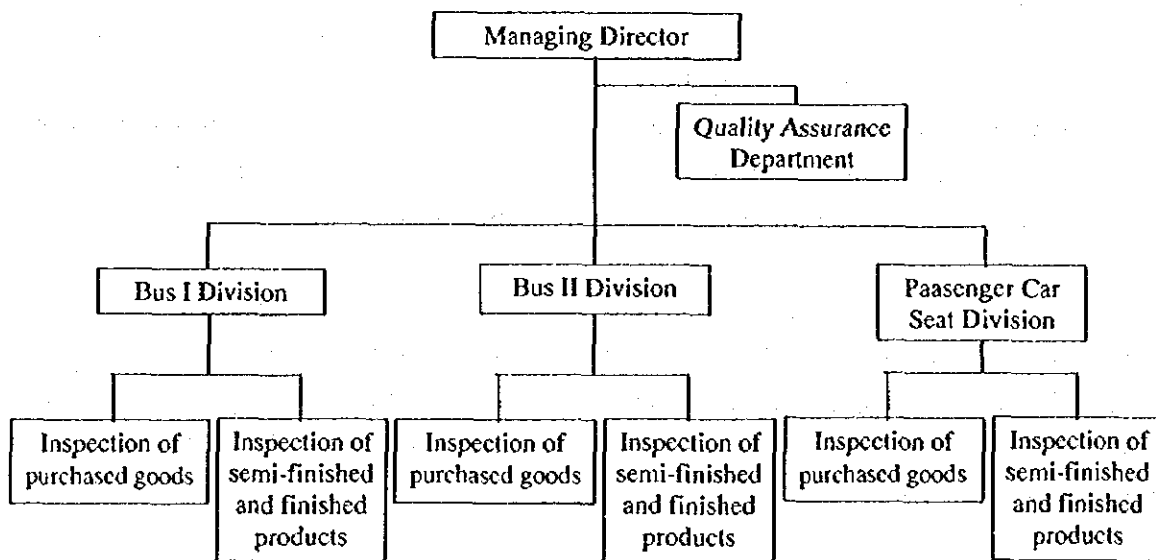 Managing Director
Quality Assurance
Department
Bus I Division
Bus II Division
Paasenger Car
Seat Division
Inspection of
purchased goods
Inspection of
semi-finished
and finished
products
Inspection of
purchased goods
Inspection of
semi-finished
and finished
products
Inspection of
purchased goods
Inspection of
semi-finished
and finished
products